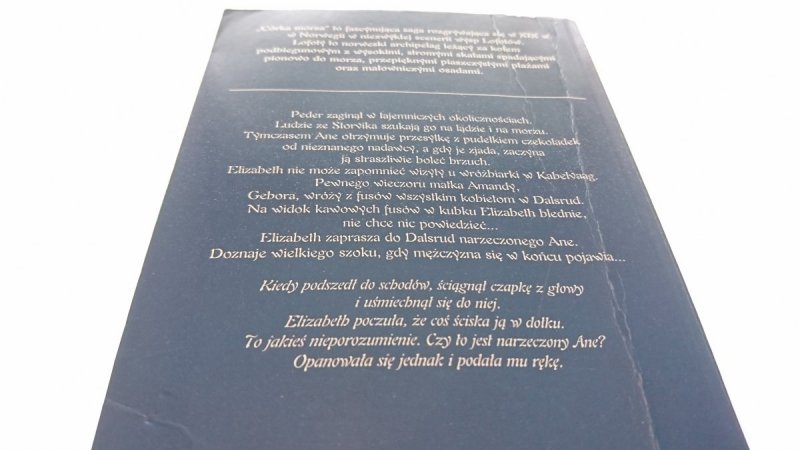 „Córka morza” to fascynująca saga rozgrywająca się w XIX w.
w Norwegii w niezwykłej scenerii wysp Lofotów.
Lofoty to norweski archipelag leżący za kołem
podbiegunowym z wysokimi, stromymi skałami spadającymi
pionowo do morza, przepięknymi piaszczystymi plażami
oraz malowniczymi osadami.
Peder zaginął w tajemniczych okolicznościach.
Ludzie ze Storvika szukają go na lądzie i na morzu.
Tymczasem Ane otrzymuje przesyłkę z pudełkiem czekoladek
od nieznanego nadawcy, a gdy je zjada, zaczyna
ją straszliwie boleć brzuch.
Elizabeth nie może zapomnieć wizyty u wróżbiarki w Kabelvaag.
Pewnego wieczoru matka Amandy,
Gebora, wróży z fusów wszystkim kobietom w Dalsrud.
Na widok kawowych fusów w kubku Elizabeth blednie,
nie chce nic powiedzieć...
Elizabeth zaprasza do Dalsrud narzeczonego Ane.
Doznaje wielkiego szoku, gdy mężczyzna się w końcu pojawia...
Kiedy podszedł do schodów, ściągnął czapkę z głowy
i uśmiechnął się do niej.
Elizabeth poczuła, że coś ściska ją w dołku.
To jakieś nieporozumienie. Czy to jest narzeczony Ane?
Opanowała się jednak i podała mu rękę.